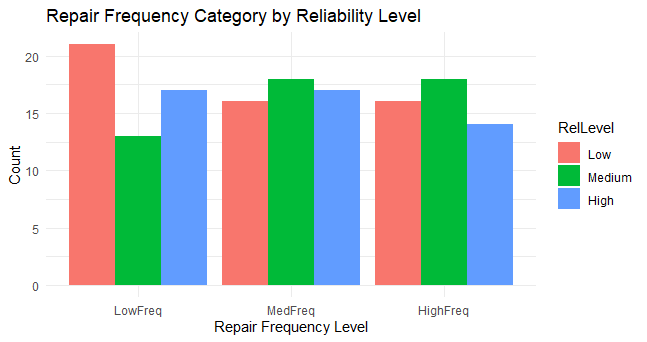 Repair Frequency Category by Reliability Level
Count
20
15
10
5
0
LowFreq MedFreq HighFreq
Repair Frequency Level
RelLevel
Low
Medium
High